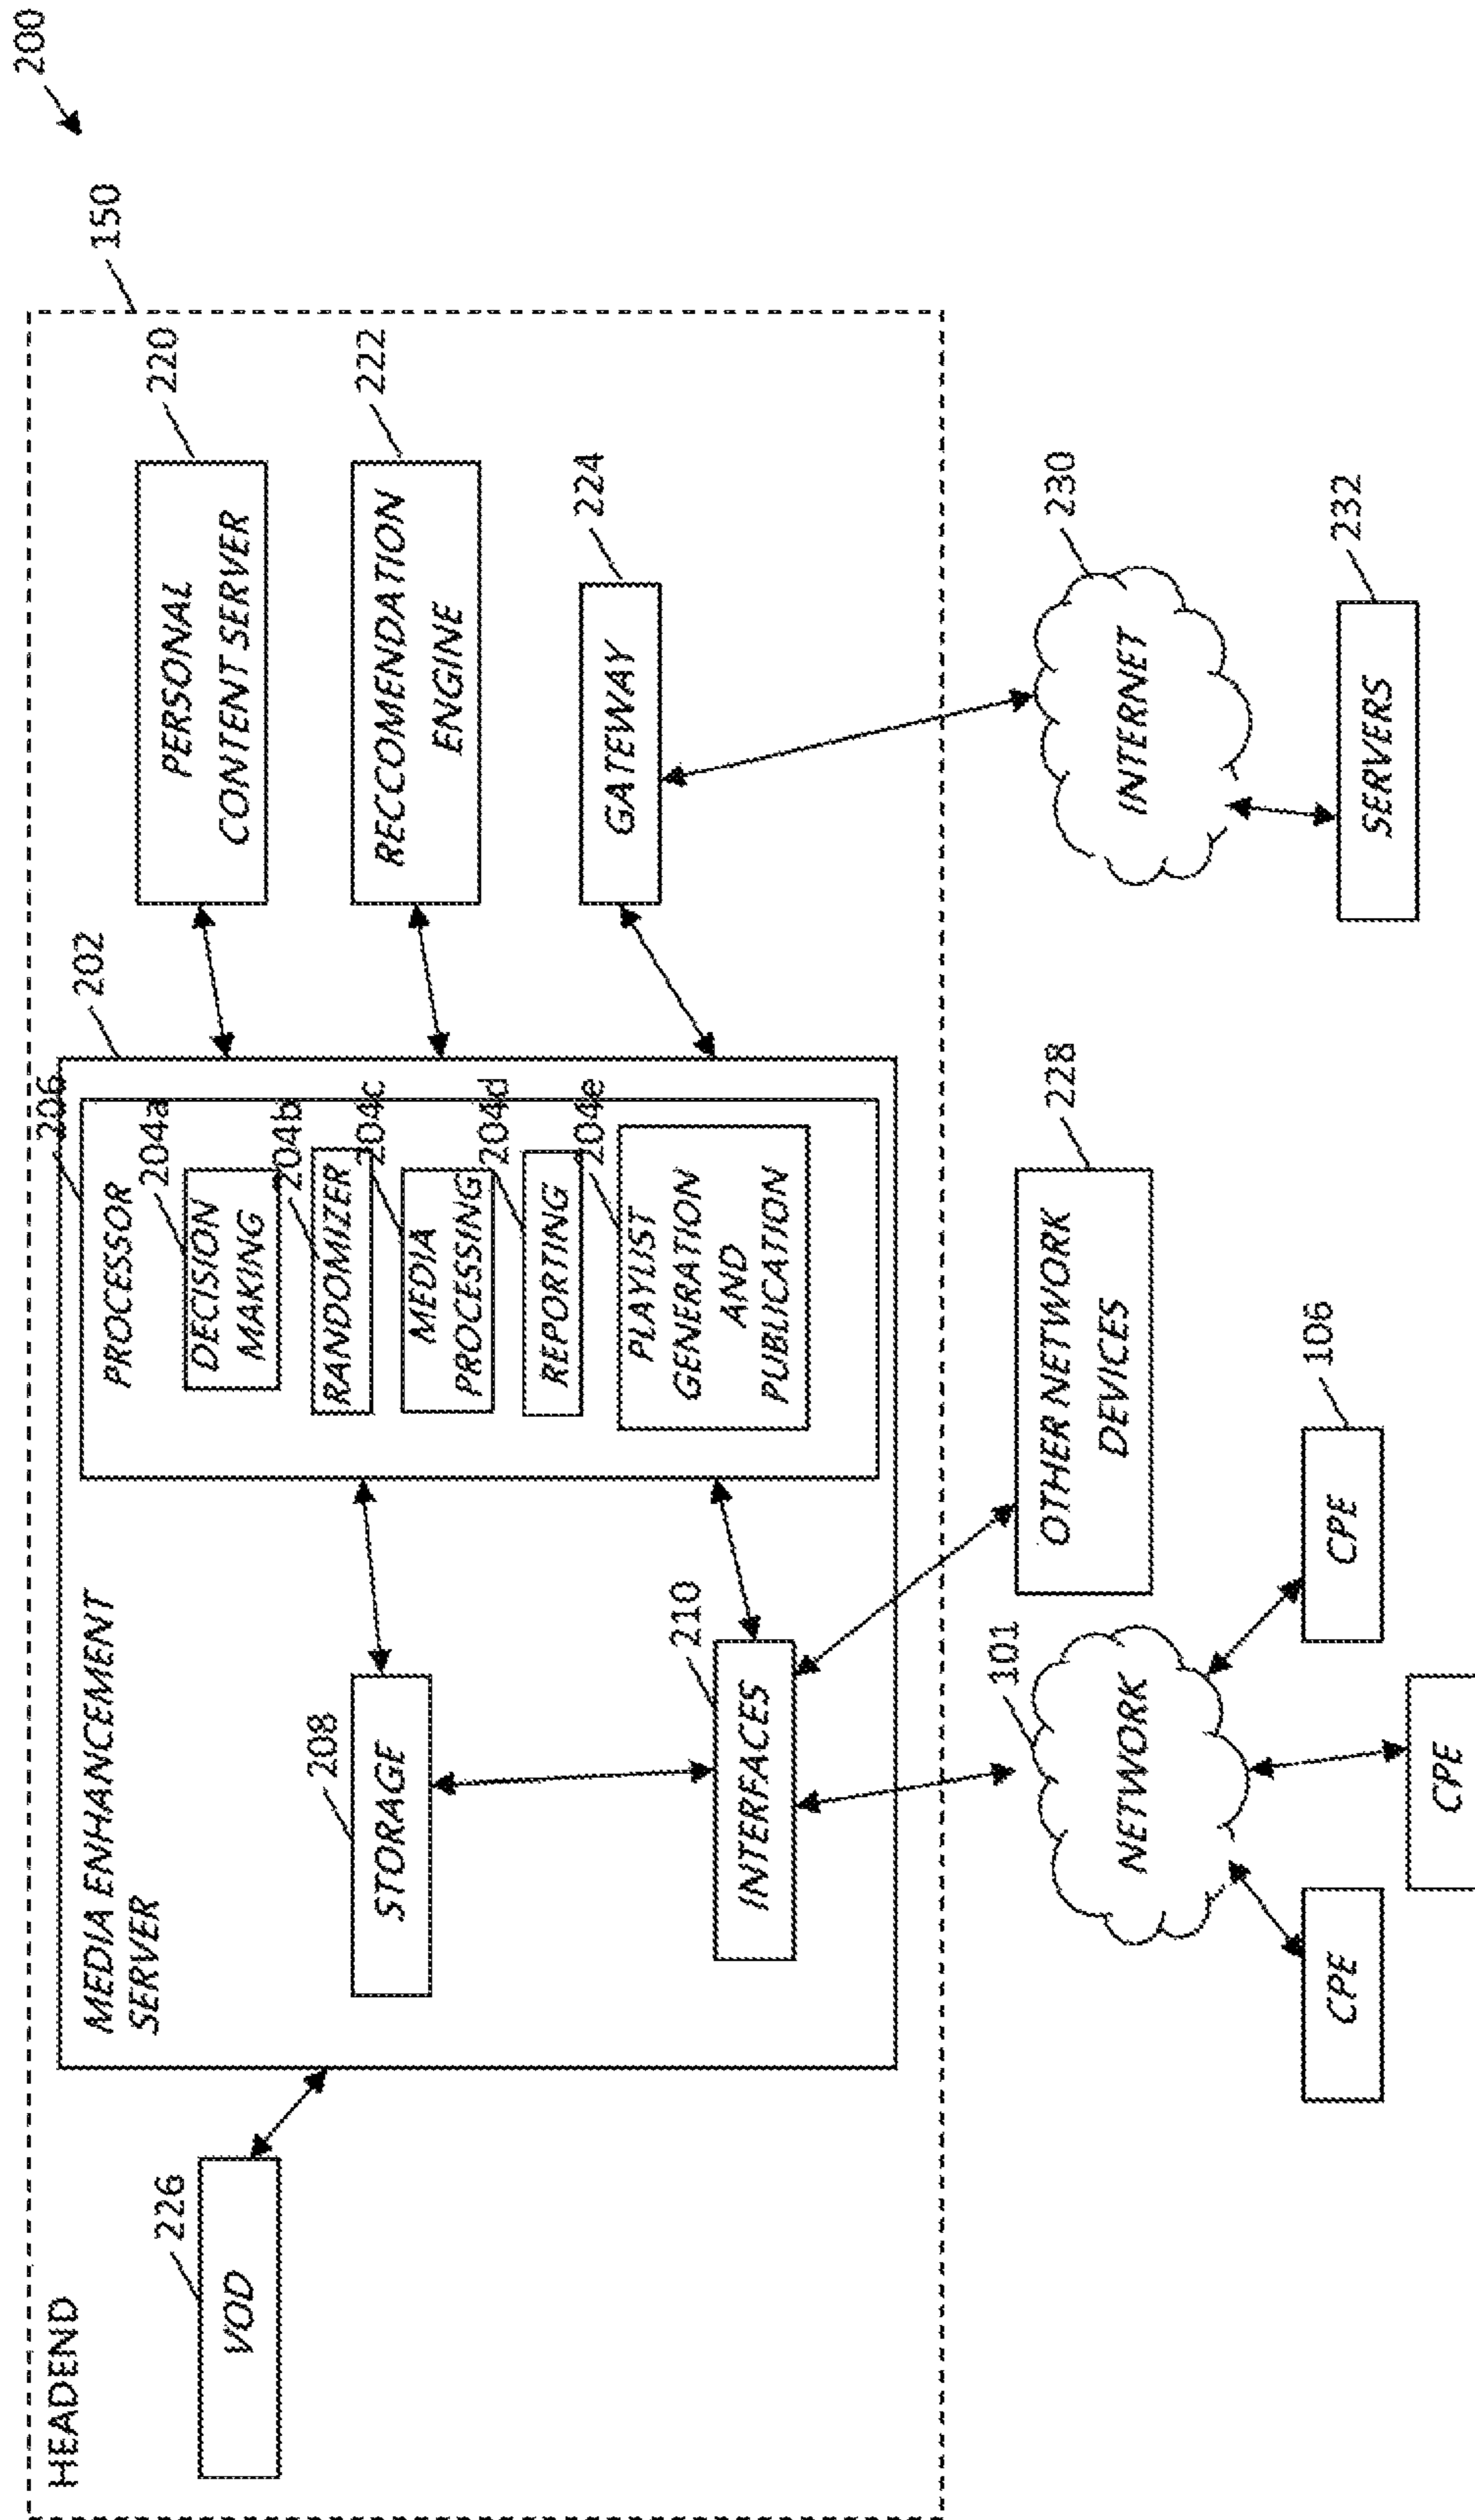 200
HEADEND
150
226
VOD
MEDIA ENHANCEMENT
SERVER
202
206
PROCESSOR
204a
DECISION
MAKING
204b
RANDOMIZER
204c
MEDIA
PROCESSING
204d
REPORTING
204e
PLAYLIST
GENERATION
AND
PUBLICATION
208
STORAGE
210
INTERFACES
220
PERSONAL
CONTENT SERVER
222
RECCOMENDATION
ENGINE
224
GATEWAY
101
NETWORK
228
OTHER NETWORK
DEVICES
230
INTERNET
232
SERVERS
106
CPE
CPE
CPE